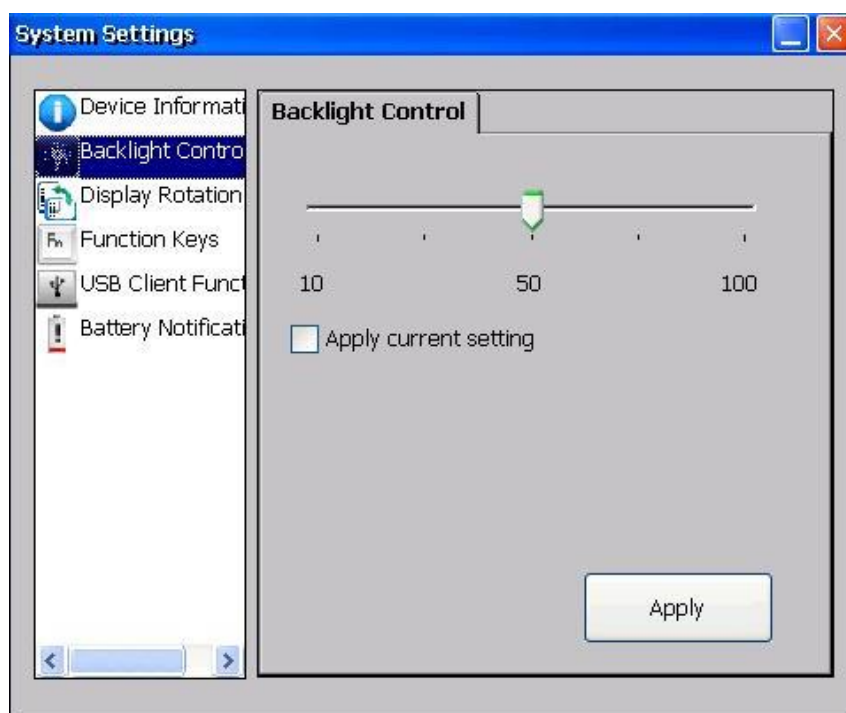 System Settings
Device Informati
Backlight Contro
Display Rotation
Fn Function Keys
USB Client Funct
Battery Notificati
Backlight Control
10 50 100
Apply current setting
Apply